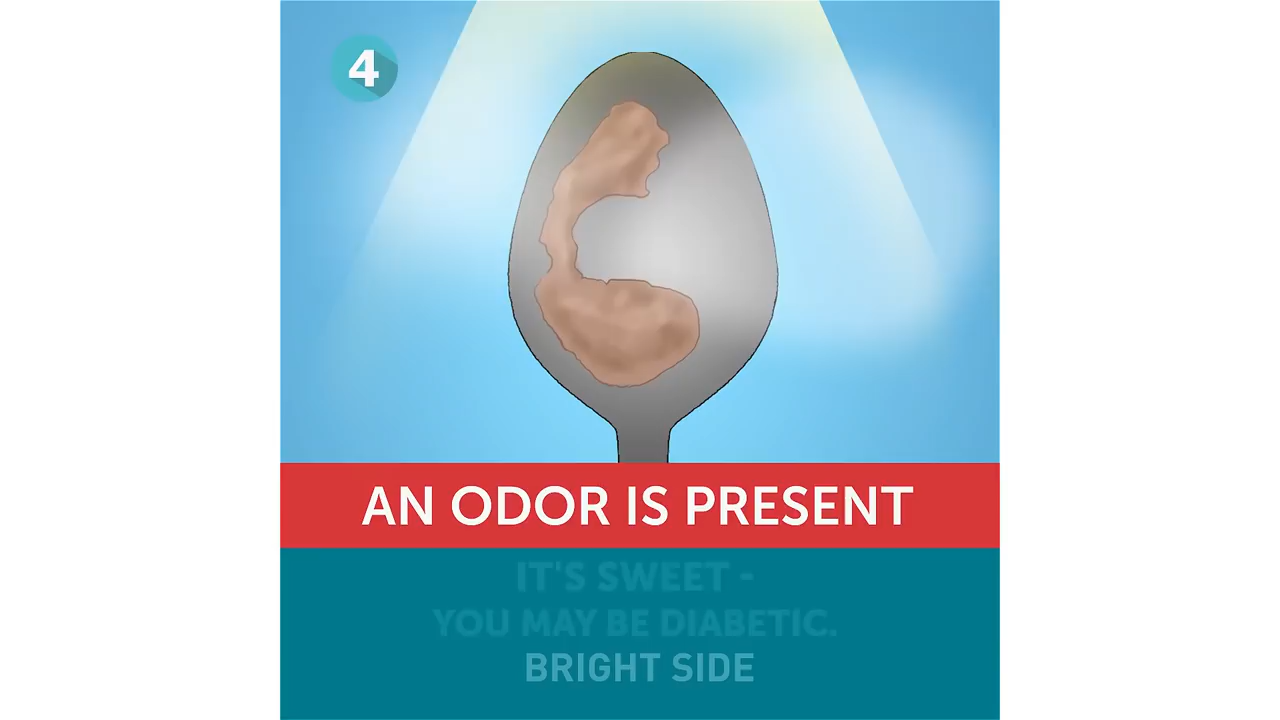 4
AN ODOR IS PRESENT
IT'S SWEET -
YOU MAY BE DIABETIC.
BRIGHT SIDE